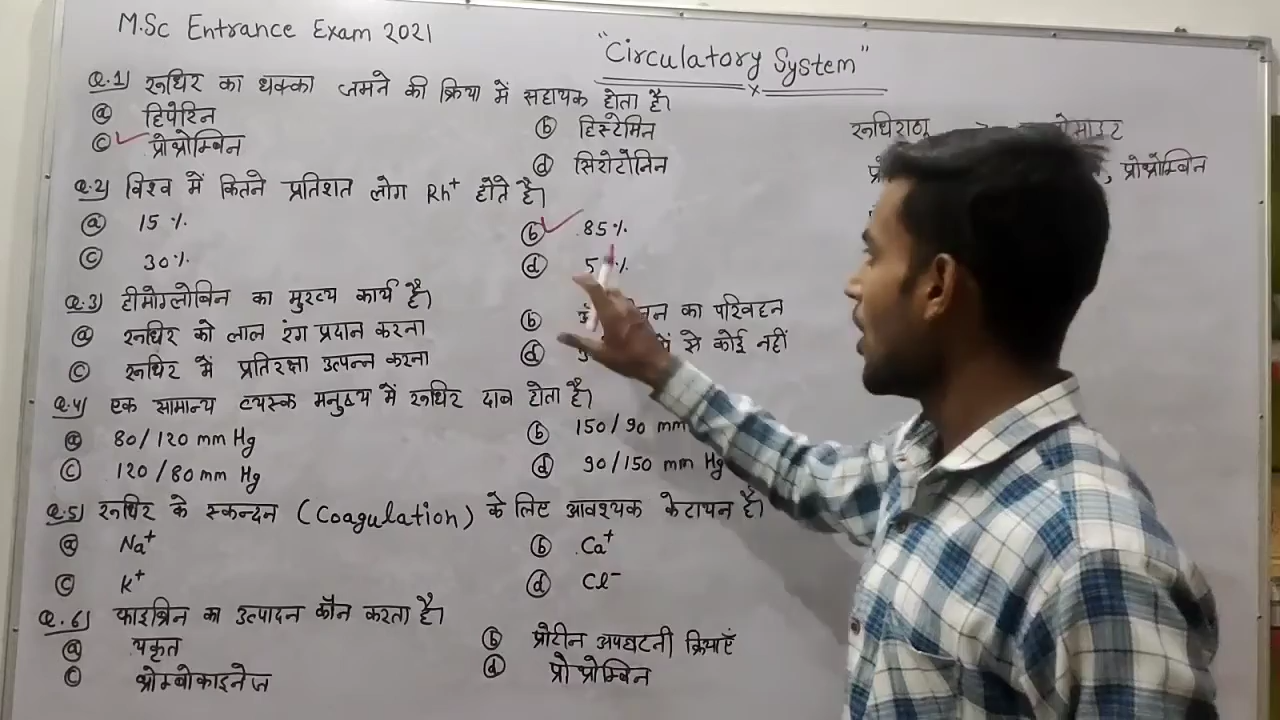 M.Sc Entrance Exam 2021
"Circulatory System"
Q.1) रूधिर का थक्का जमने की क्रिया में सहायक होता है।
ⓐ हिपेरिन
ⓑ हिस्टेमिन
ⓒ प्रोथ्रोम्बिन
ⓓ सिरोटोनिन
Q.2) विश्व में कितने प्रतिशत लोग Rh⁺ होते है।
ⓐ 15%
ⓑ 85%
ⓒ 30%
ⓓ
Q.3) हीमोग्लोबिन का मुख्य कार्य है।
ⓐ रूधिर को लाल रंग प्रदान करना
ⓑ का परिवहन
ⓒ रूधिर में प्रतिरक्षा उत्पन्न करना
ⓓ से कोई नहीं
Q.4) एक सामान्य व्यस्क मनुष्य में रूधिर दाब होता है।
ⓐ 80/120 mm Hg
ⓑ 150/90 mm
ⓒ 120/80 mm Hg
ⓓ 90/150 mm Hg
Q.5) रूधिर के स्कन्दन (Coagulation) के लिए आवश्यक केटायन है।
ⓐ Na⁺
ⓑ Ca⁺
ⓒ K⁺
ⓓ Cl⁻
Q.6) फाइब्रिन का उत्पादन कौन करता है।
ⓐ यकृत
ⓑ प्रोटीन अपघटनी क्रियाएँ
ⓒ थ्रोम्बोकाइनेज
ⓓ प्रोथ्रोम्बिन
रूधिराणू
, प्रोथ्रोम्बिन